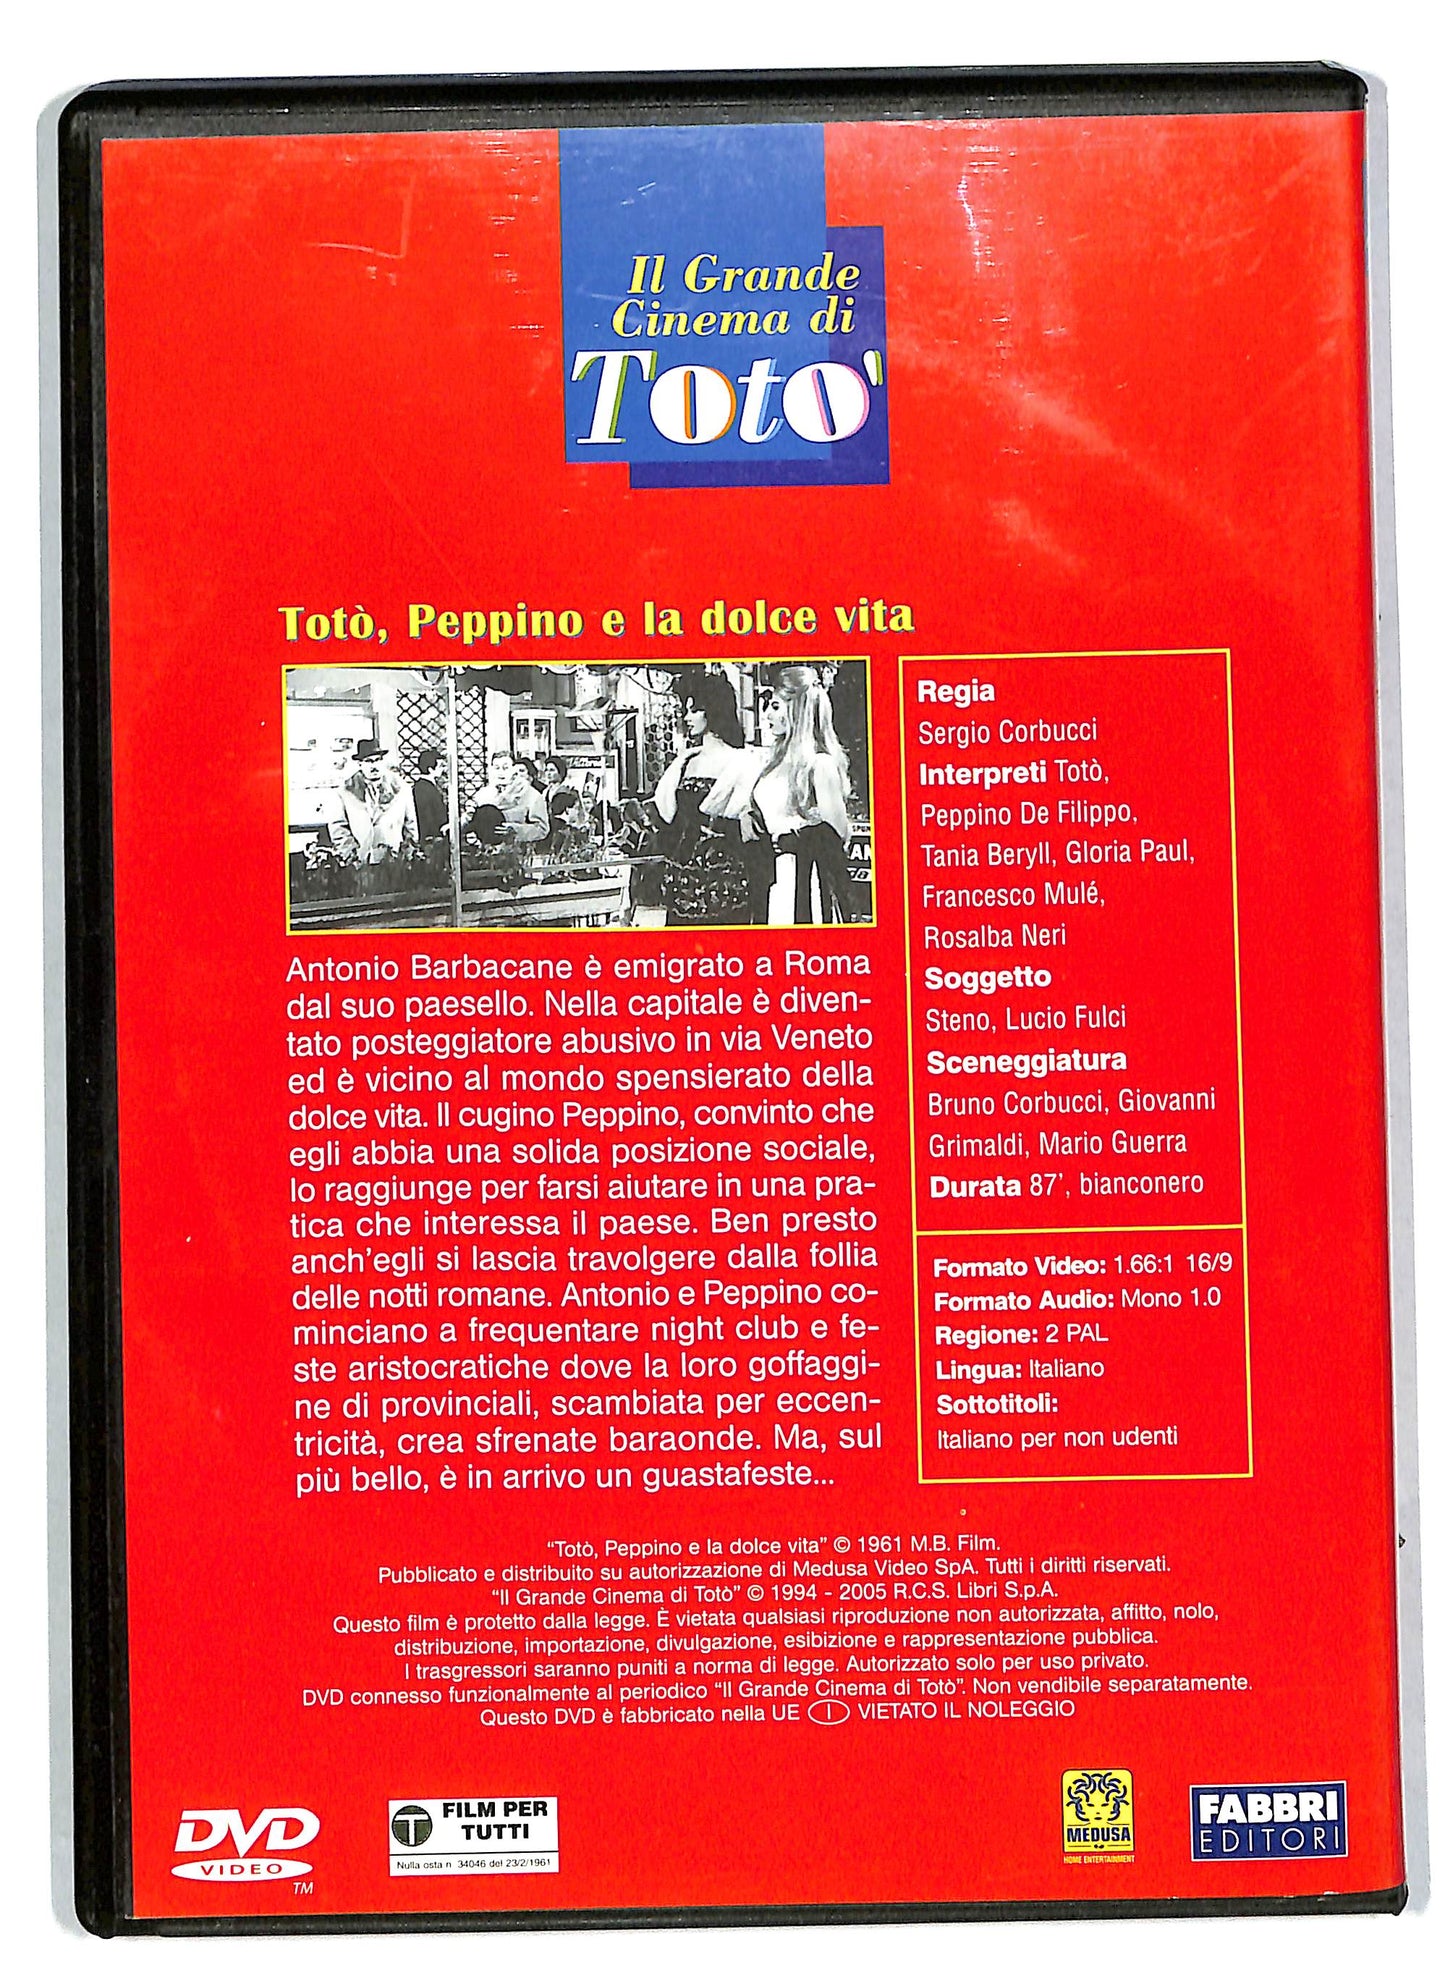 Il Grande
Cinema di
Totò
Totò, Peppino e la dolce vita
Antonio Barbacane è emigrato a Roma
dal suo paesello. Nella capitale è diven-
tato posteggiatore abusivo in via Veneto
ed è vicino al mondo spensierato della
dolce vita. Il cugino Peppino, convinto che
egli abbia una solida posizione sociale,
lo raggiunge per farsi aiutare in una pra-
tica che interessa il paese. Ben presto
anch'egli si lascia travolgere dalla follia
delle notti romane. Antonio e Peppino co-
minciano a frequentare night club e fe-
ste aristocratiche dove la loro goffaggi-
ne di provinciali, scambiata per eccen-
tricità, crea sfrenate baraonde. Ma, sul
più bello, è in arrivo un guastafeste...
Regia
Sergio Corbucci
Interpreti Totò,
Peppino De Filippo,
Tania Beryll, Gloria Paul,
Francesco Mulé,
Rosalba Neri
Soggetto
Steno, Lucio Fulci
Sceneggiatura
Bruno Corbucci, Giovanni
Grimaldi, Mario Guerra
Durata 87', bianconero
Formato Video: 1.66:1 16/9
Formato Audio: Mono 1.0
Regione: 2 PAL
Lingua: Italiano
Sottotitoli:
Italiano per non udenti
"Totò, Peppino e la dolce vita" © 1961 M.B. Film.
Pubblicato e distribuito su autorizzazione di Medusa Video SpA. Tutti i diritti riservati.
"Il Grande Cinema di Totò" © 1994 - 2005 R.C.S. Libri S.p.A.
Questo film è protetto dalla legge. È vietata qualsiasi riproduzione non autorizzata, affitto, nolo,
distribuzione, importazione, divulgazione, esibizione e rappresentazione pubblica.
I trasgressori saranno puniti a norma di legge. Autorizzato solo per uso privato.
DVD connesso funzionalmente al periodico "Il Grande Cinema di Totò". Non vendibile separatamente.
Questo DVD è fabbricato nella UE I VIETATO IL NOLEGGIO
DVD
VIDEO
TM
T
FILM PER
TUTTI
Nulla osta n 34046 del 23/2/1961
MEDUSA
HOME ENTERTAINMENT
FABBRI
EDITORI